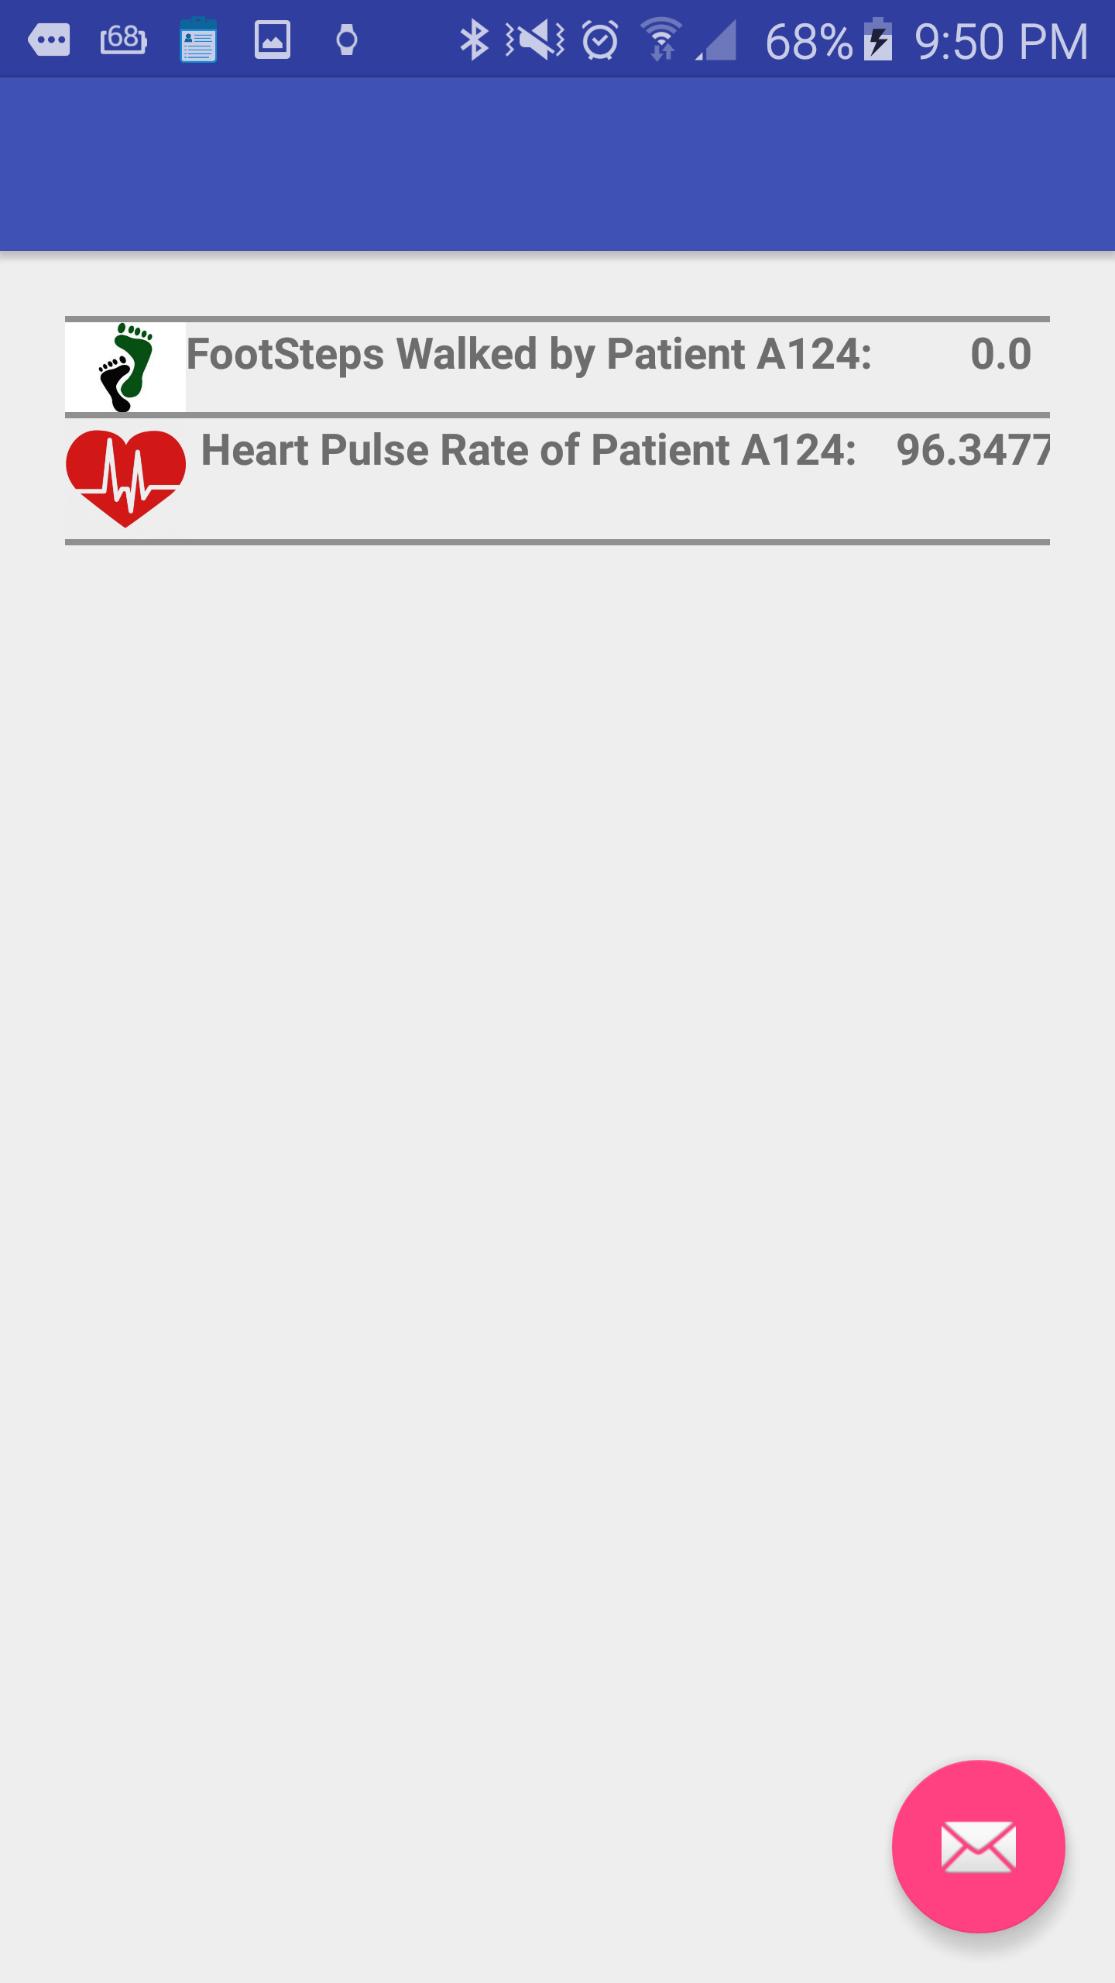 68 68% 9:50 PM
FootSteps Walked by Patient A124: 0.0
Heart Pulse Rate of Patient A124: 96.3477